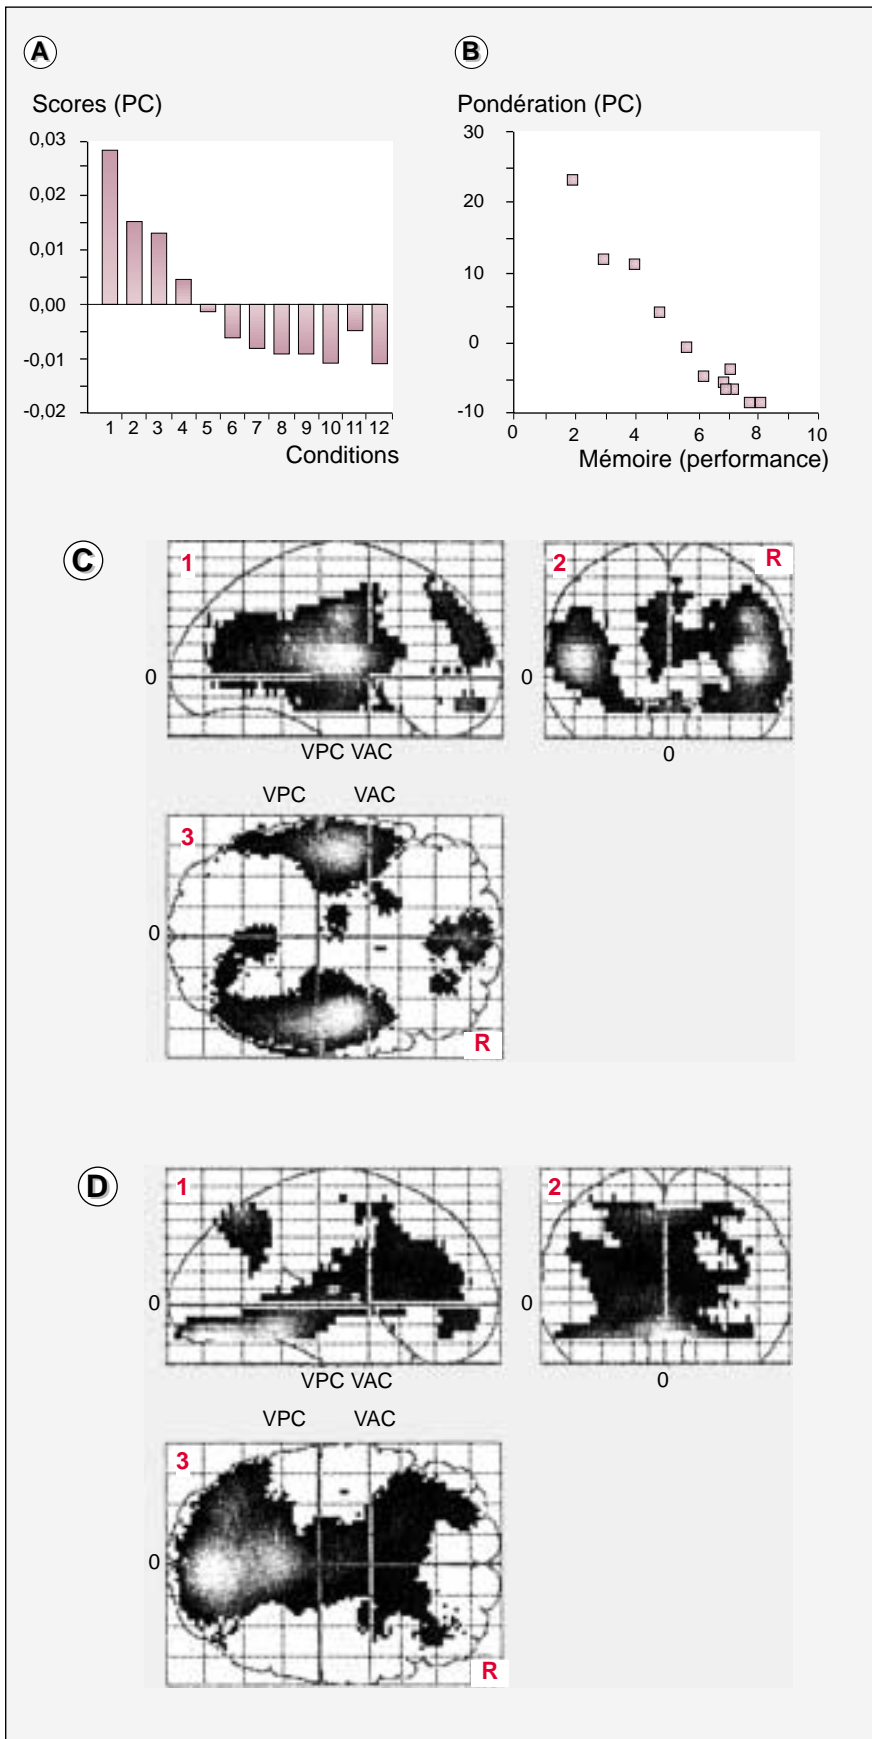 A
Scores (PC)
0,03
0,02
0,01
0,00
-0,01
-0,02
1 2 3 4 5 6 7 8 9 10 11 12
Conditions
B
Pondération (PC)
30
20
10
0
-10
0 2 4 6 8 10
Mémoire (performance)
C
1
0
VPC VAC
2
R
0
0
VPC VAC
3
0
R
D
1
0
VPC VAC
2
0
0
VPC VAC
3
0
R